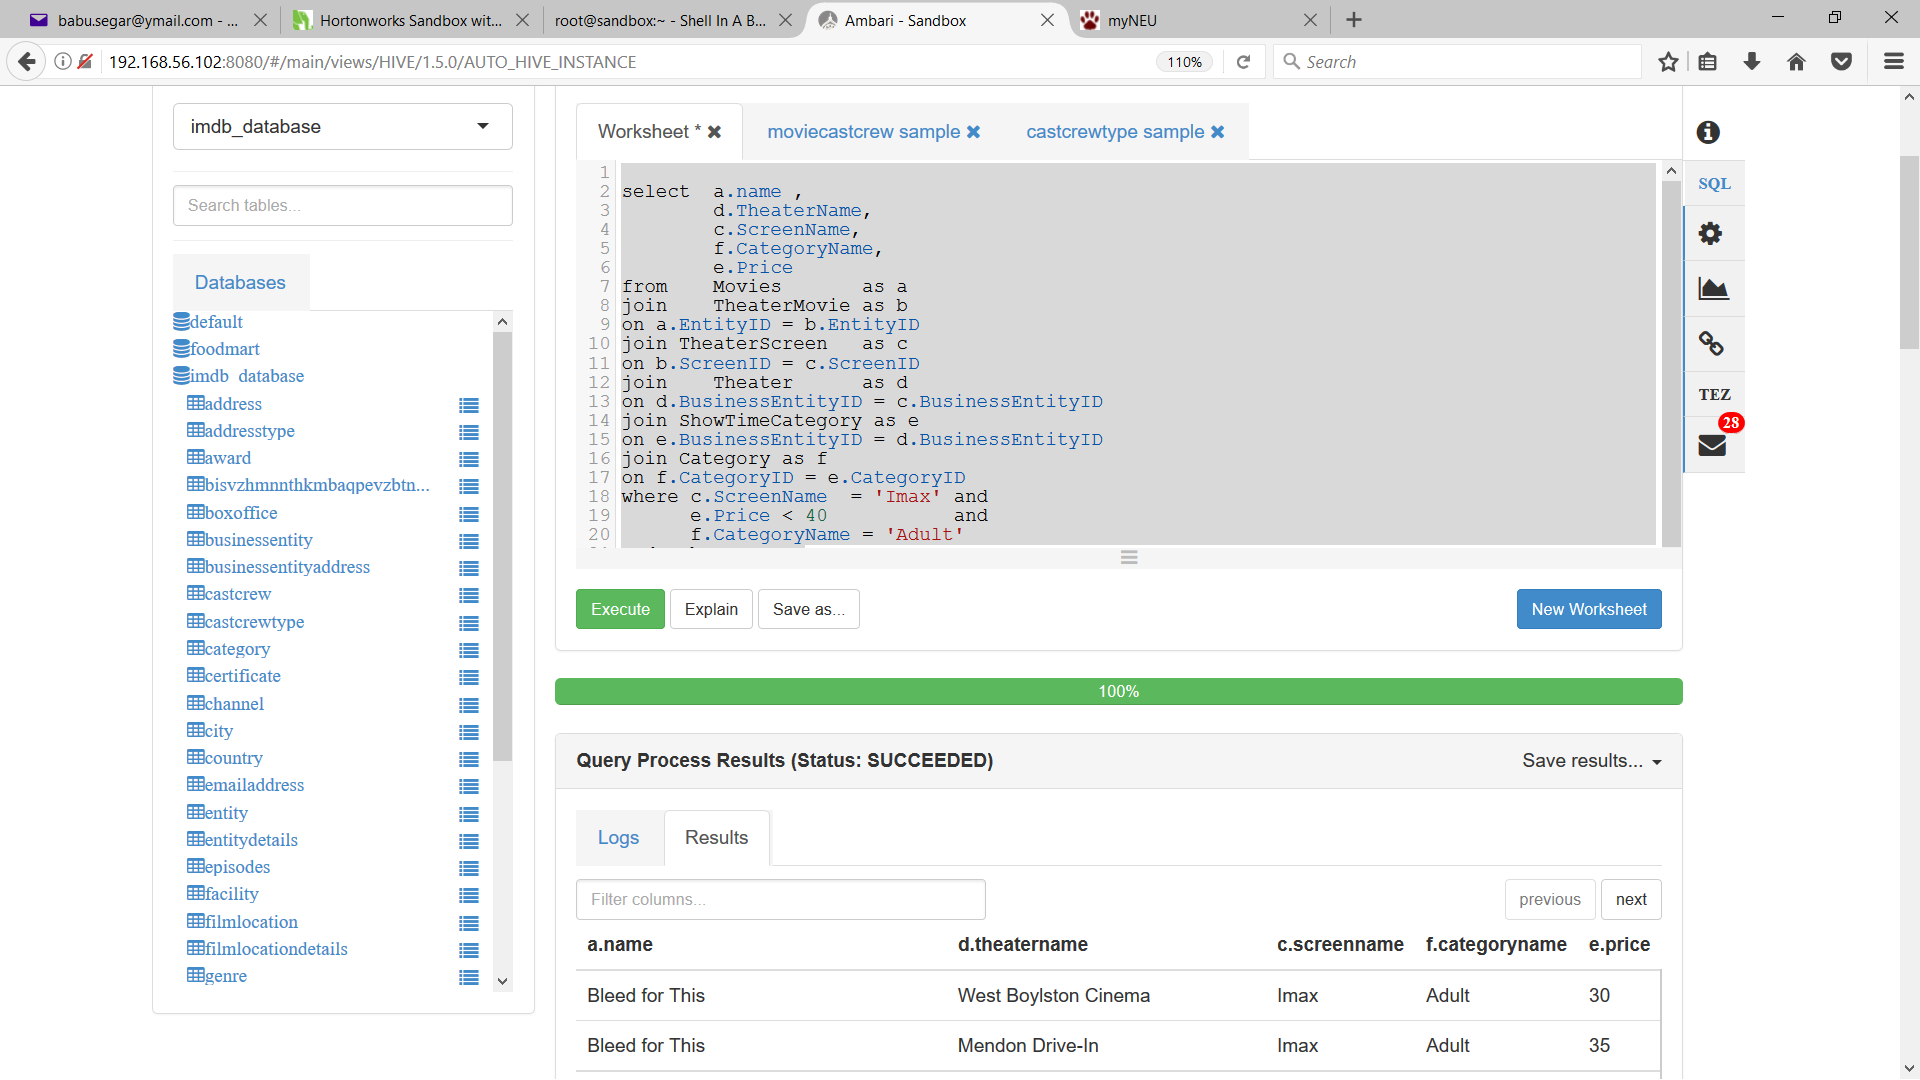 babu.segar@ymail.com - ...
Hortonworks Sandbox wit...
root@sandbox:~ - Shell In A B...
Ambari - Sandbox
myNEU
192.168.56.102:8080/#/main/views/HIVE/1.5.0/AUTO_HIVE_INSTANCE
110%
Search
imdb_database
Search tables...
Databases
default
foodmart
imdb_database
address
addresstype
award
bisvzhmnnthkmbaqpevzbtn...
boxoffice
businessentity
businessentityaddress
castcrew
castcrewtype
category
certificate
channel
city
country
emailaddress
entity
entitydetails
episodes
facility
filmlocation
filmlocationdetails
genre
Worksheet *
moviecastcrew sample
castcrewtype sample
1
2 select a.name ,
3 d.TheaterName,
4 c.ScreenName,
5 f.CategoryName,
6 e.Price
7 from Movies as a
8 join TheaterMovie as b
9 on a.EntityID = b.EntityID
10 join TheaterScreen as c
11 on b.ScreenID = c.ScreenID
12 join Theater as d
13 on d.BusinessEntityID = c.BusinessEntityID
14 join ShowTimeCategory as e
15 on e.BusinessEntityID = d.BusinessEntityID
16 join Category as f
17 on f.CategoryID = e.CategoryID
18 where c.ScreenName = 'Imax' and
19 e.Price < 40 and
20 f.CategoryName = 'Adult'
Execute
Explain
Save as...
New Worksheet
100%
Query Process Results (Status: SUCCEEDED)
Save results...
Logs
Results
Filter columns...
previous
next
a.name d.theatername c.screenname f.categoryname e.price
Bleed for This West Boylston Cinema Imax Adult 30
Bleed for This Mendon Drive-In Imax Adult 35
SQL
TEZ
28